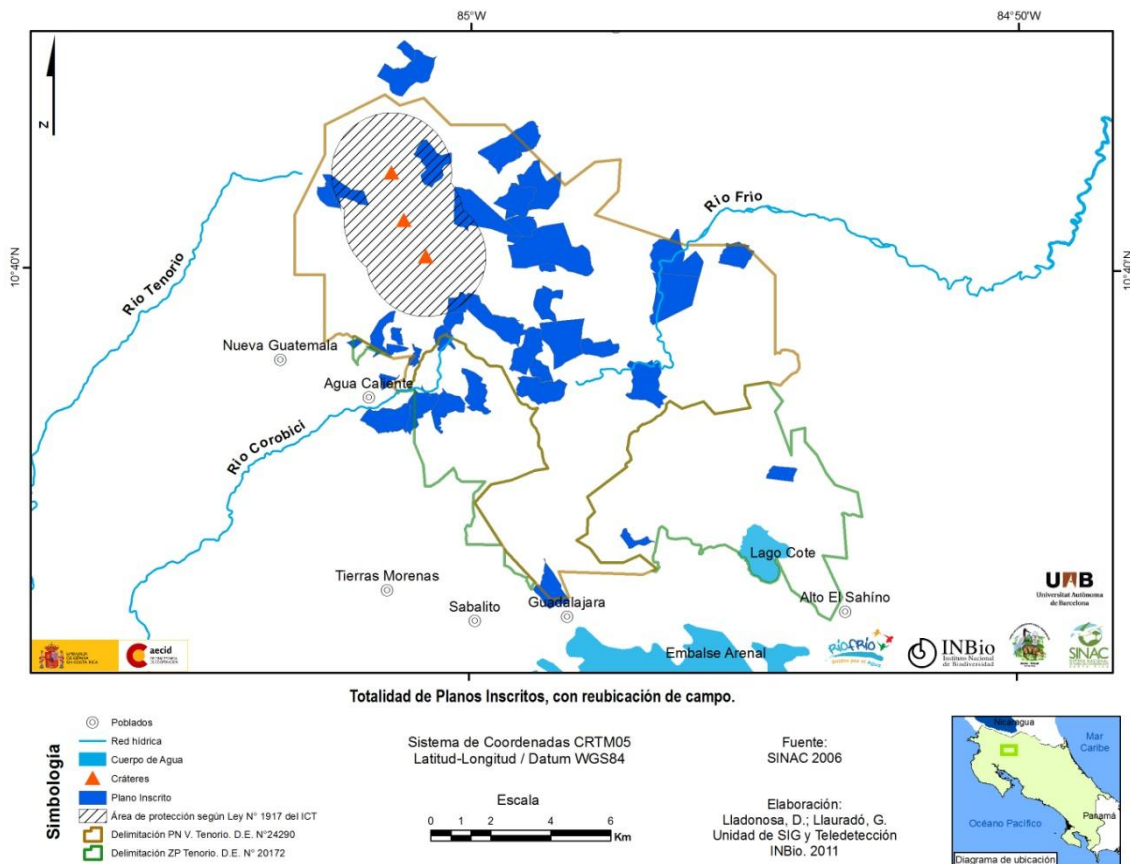 85°W
84°50'W
N
Rio Frio
10°40'N
10°40'N
Rio Tenorio
Nueva Guatemala
Agua Caliente
Rio Corobici
Lago Cote
Tierras Morenas
Guadalajara
Alto El Sahíno
Sabalito
UAB
Universitat Autònoma
de Barcelona
Embalse Arenal
aecid
INBio
Instituto Nacional
de Biodiversidad
SINAC
Totalidad de Planos Inscritos, con reubicación de campo.
Simbología
Poblados
Red hídrica
Cuerpo de Agua
Cráteres
Plano Inscrito
Área de protección según Ley N° 1917 del ICT
Delimitación PN V. Tenorio. D.E. N°24290
Delimitación ZP Tenorio. D.E. N° 20172
Sistema de Coordenadas CRTM05
Latitud-Longitud / Datum WGS84
Escala
0 1 2 4 6
Km
Fuente:
SINAC 2006
Elaboración:
Lladonosa, D.; Llauradó, G.
Unidad de SIG y Teledetección
INBio. 2011
Nicaragua
Mar
Caribe
Panamá
Océano Pacífico
Diagrama de ubicación